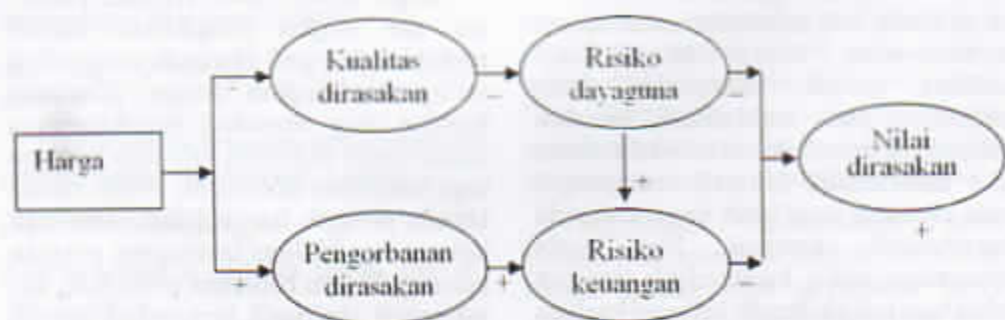 Kualitas
dirasakan
Risiko
dayaguna
Harga
Nilai
dirasakan
Pengorbanan
dirasakan
Risiko
keuangan
-
-
-
+
+
+
-
+